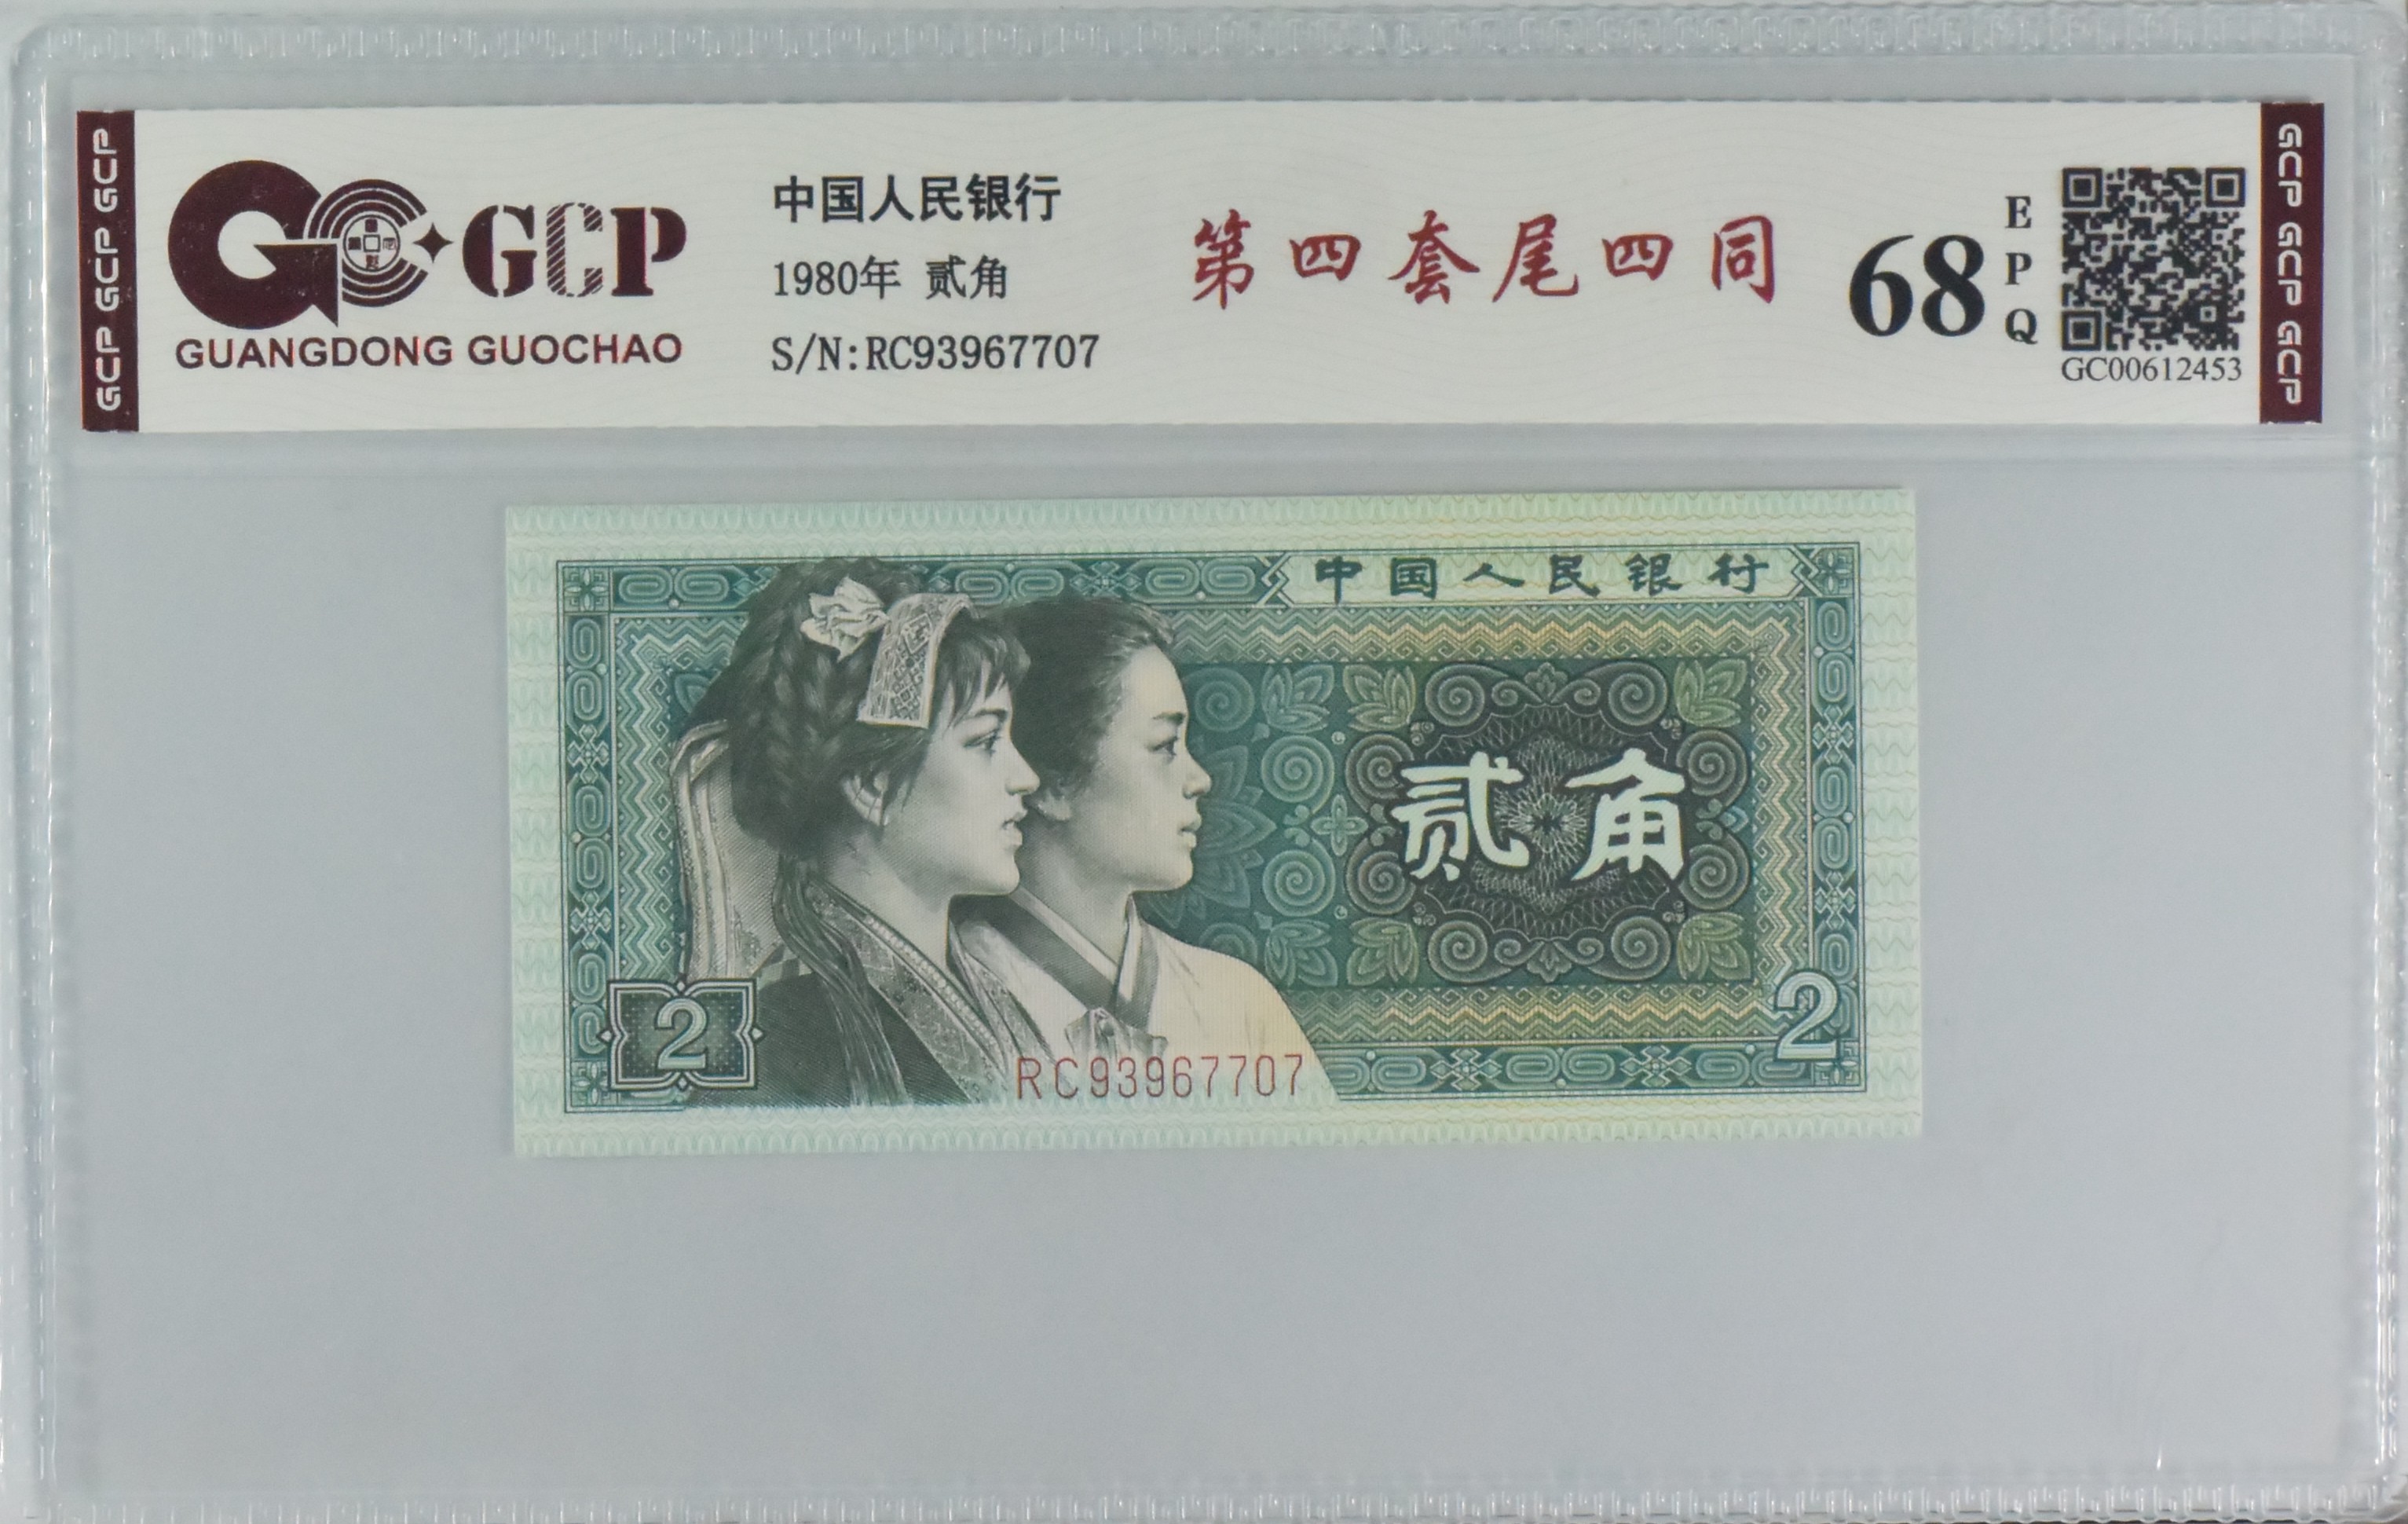 GCP GCP GCP
GCP
GUANGDONG GUOCHAO
中国人民银行
1980年 贰角
S/N:RC93967707
第四套尾四同
68
EPQ
GC00612453
GCP GCP GCP
中国人民银行
贰角
2
2
RC93967707